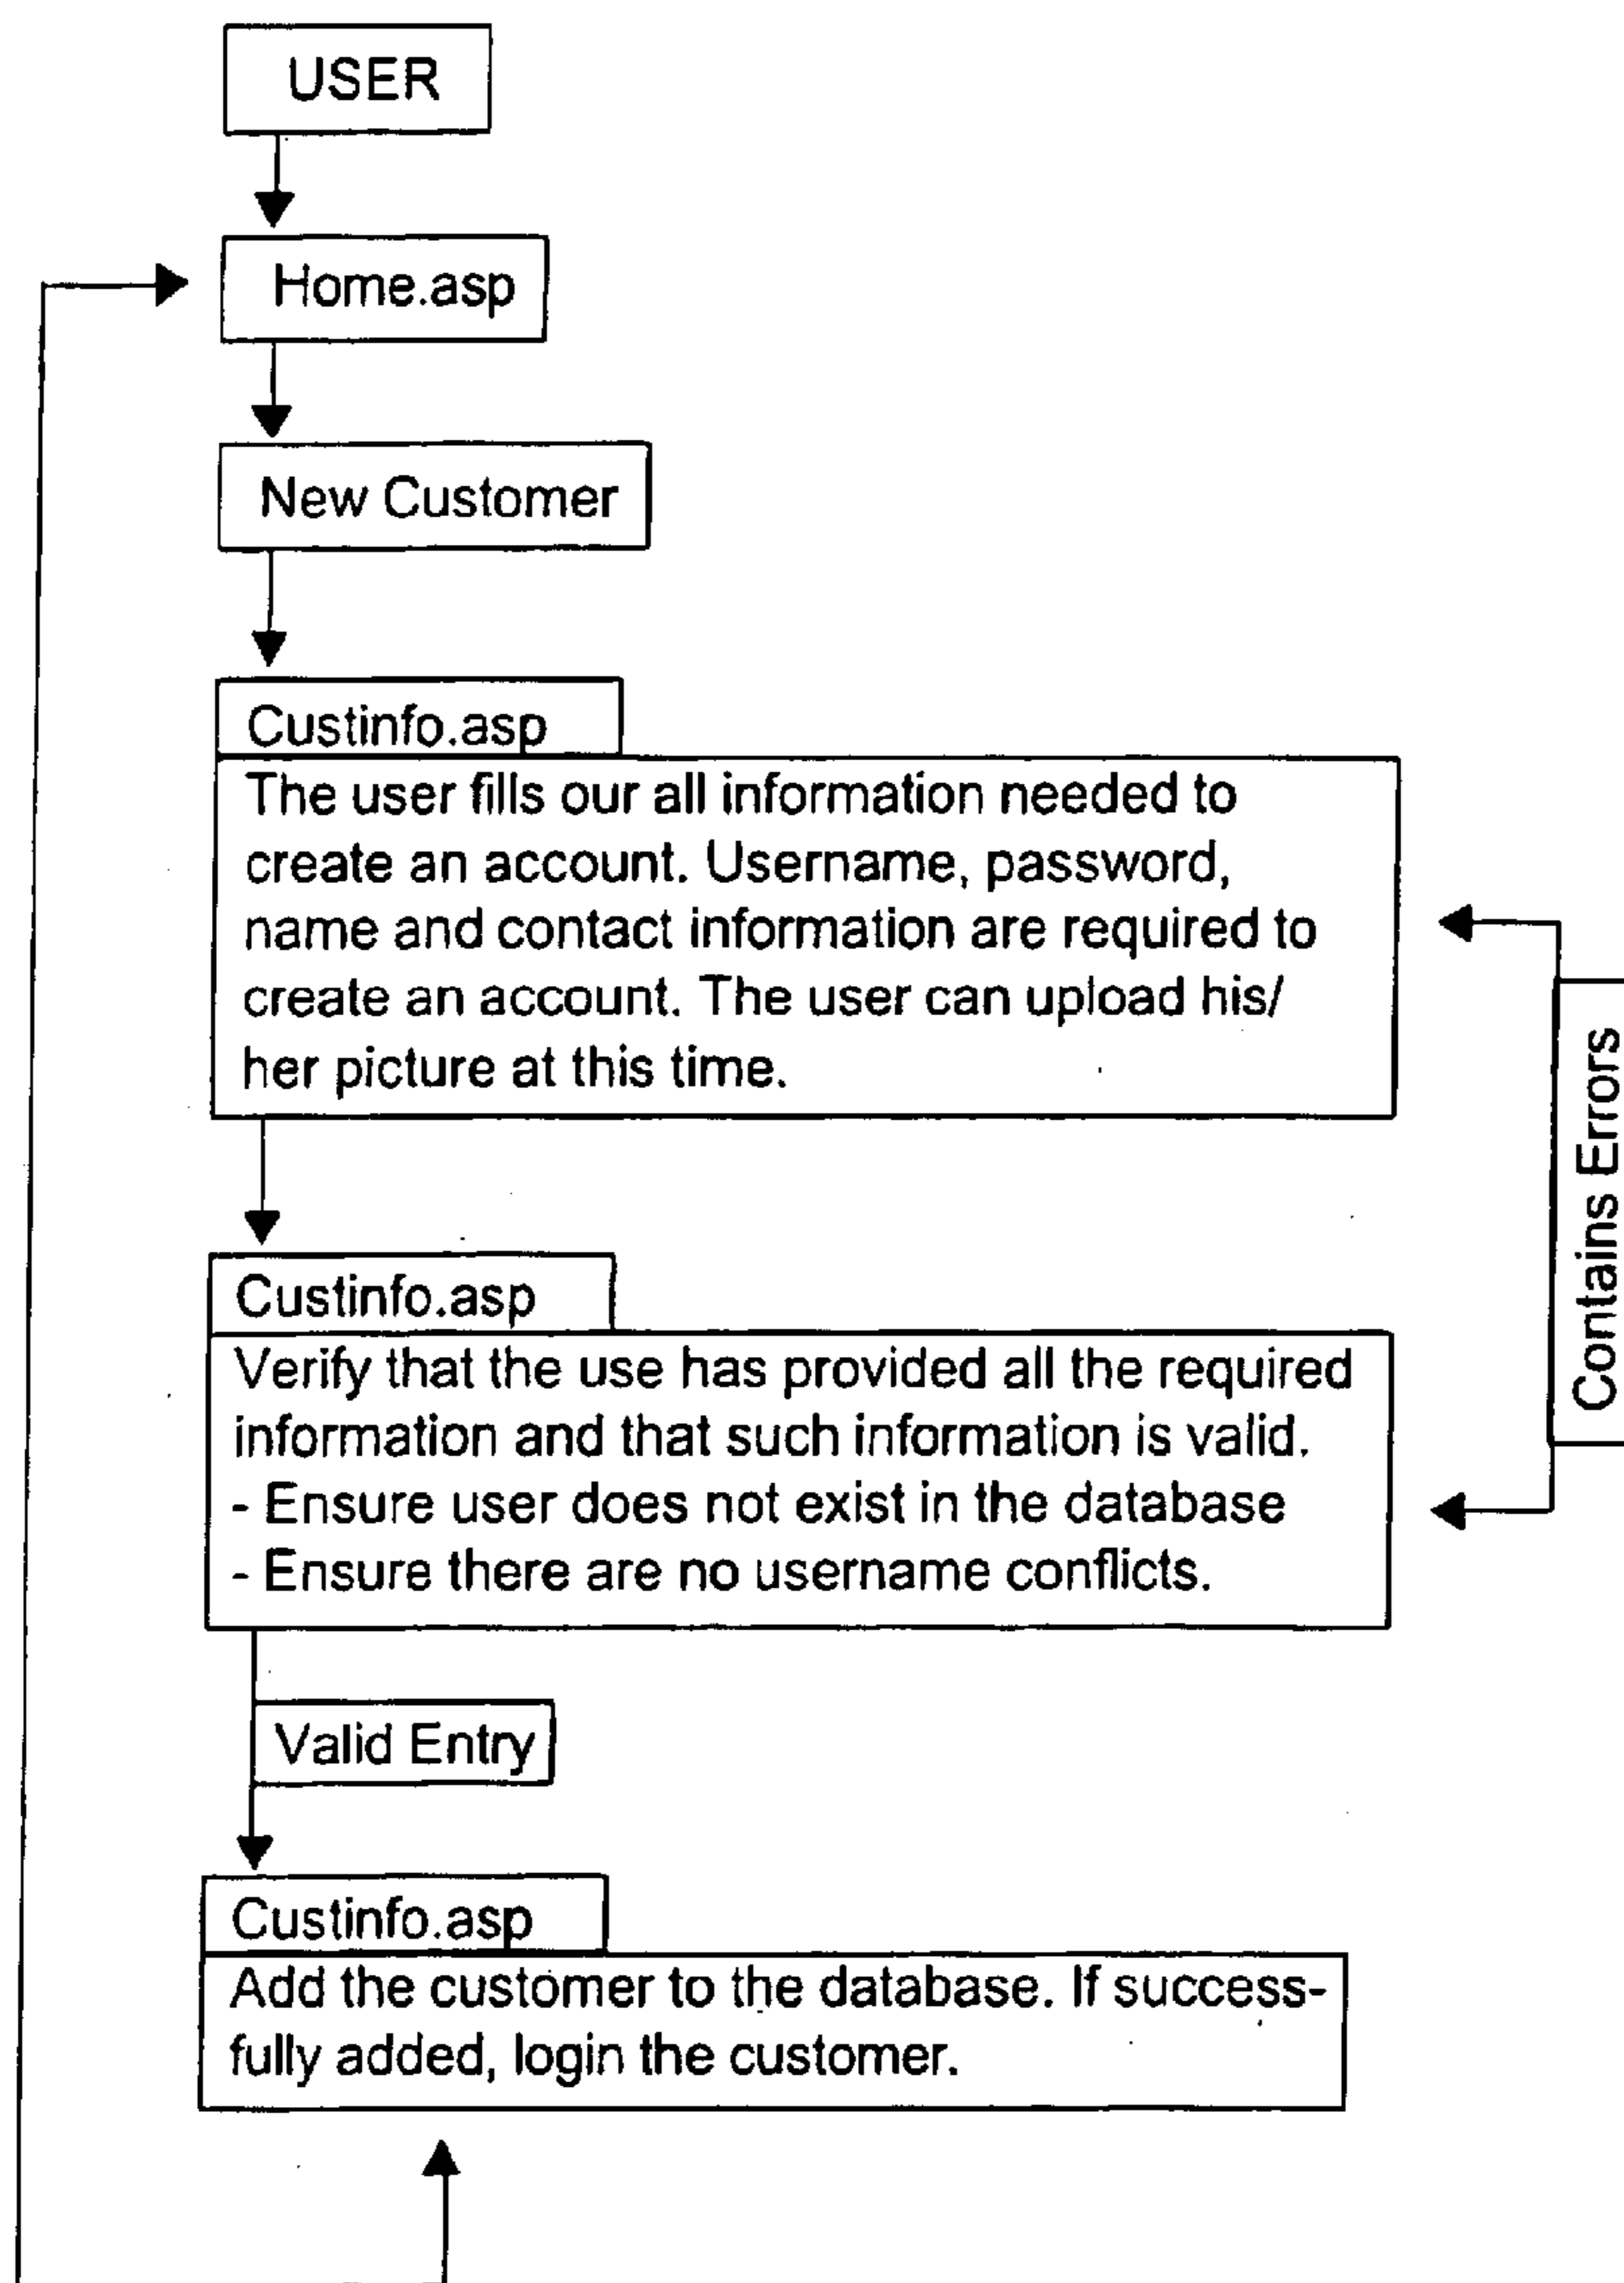 USER
Home.asp
New Customer
Custinfo.asp
The user fills our all information needed to
create an account. Username, password,
name and contact information are required to
create an account. The user can upload his/
her picture at this time.
Contains Errors
Custinfo.asp
Verify that the use has provided all the required
information and that such information is valid.
- Ensure user does not exist in the database
- Ensure there are no username conflicts.
Valid Entry
Custinfo.asp
Add the customer to the database. If success-
fully added, login the customer.